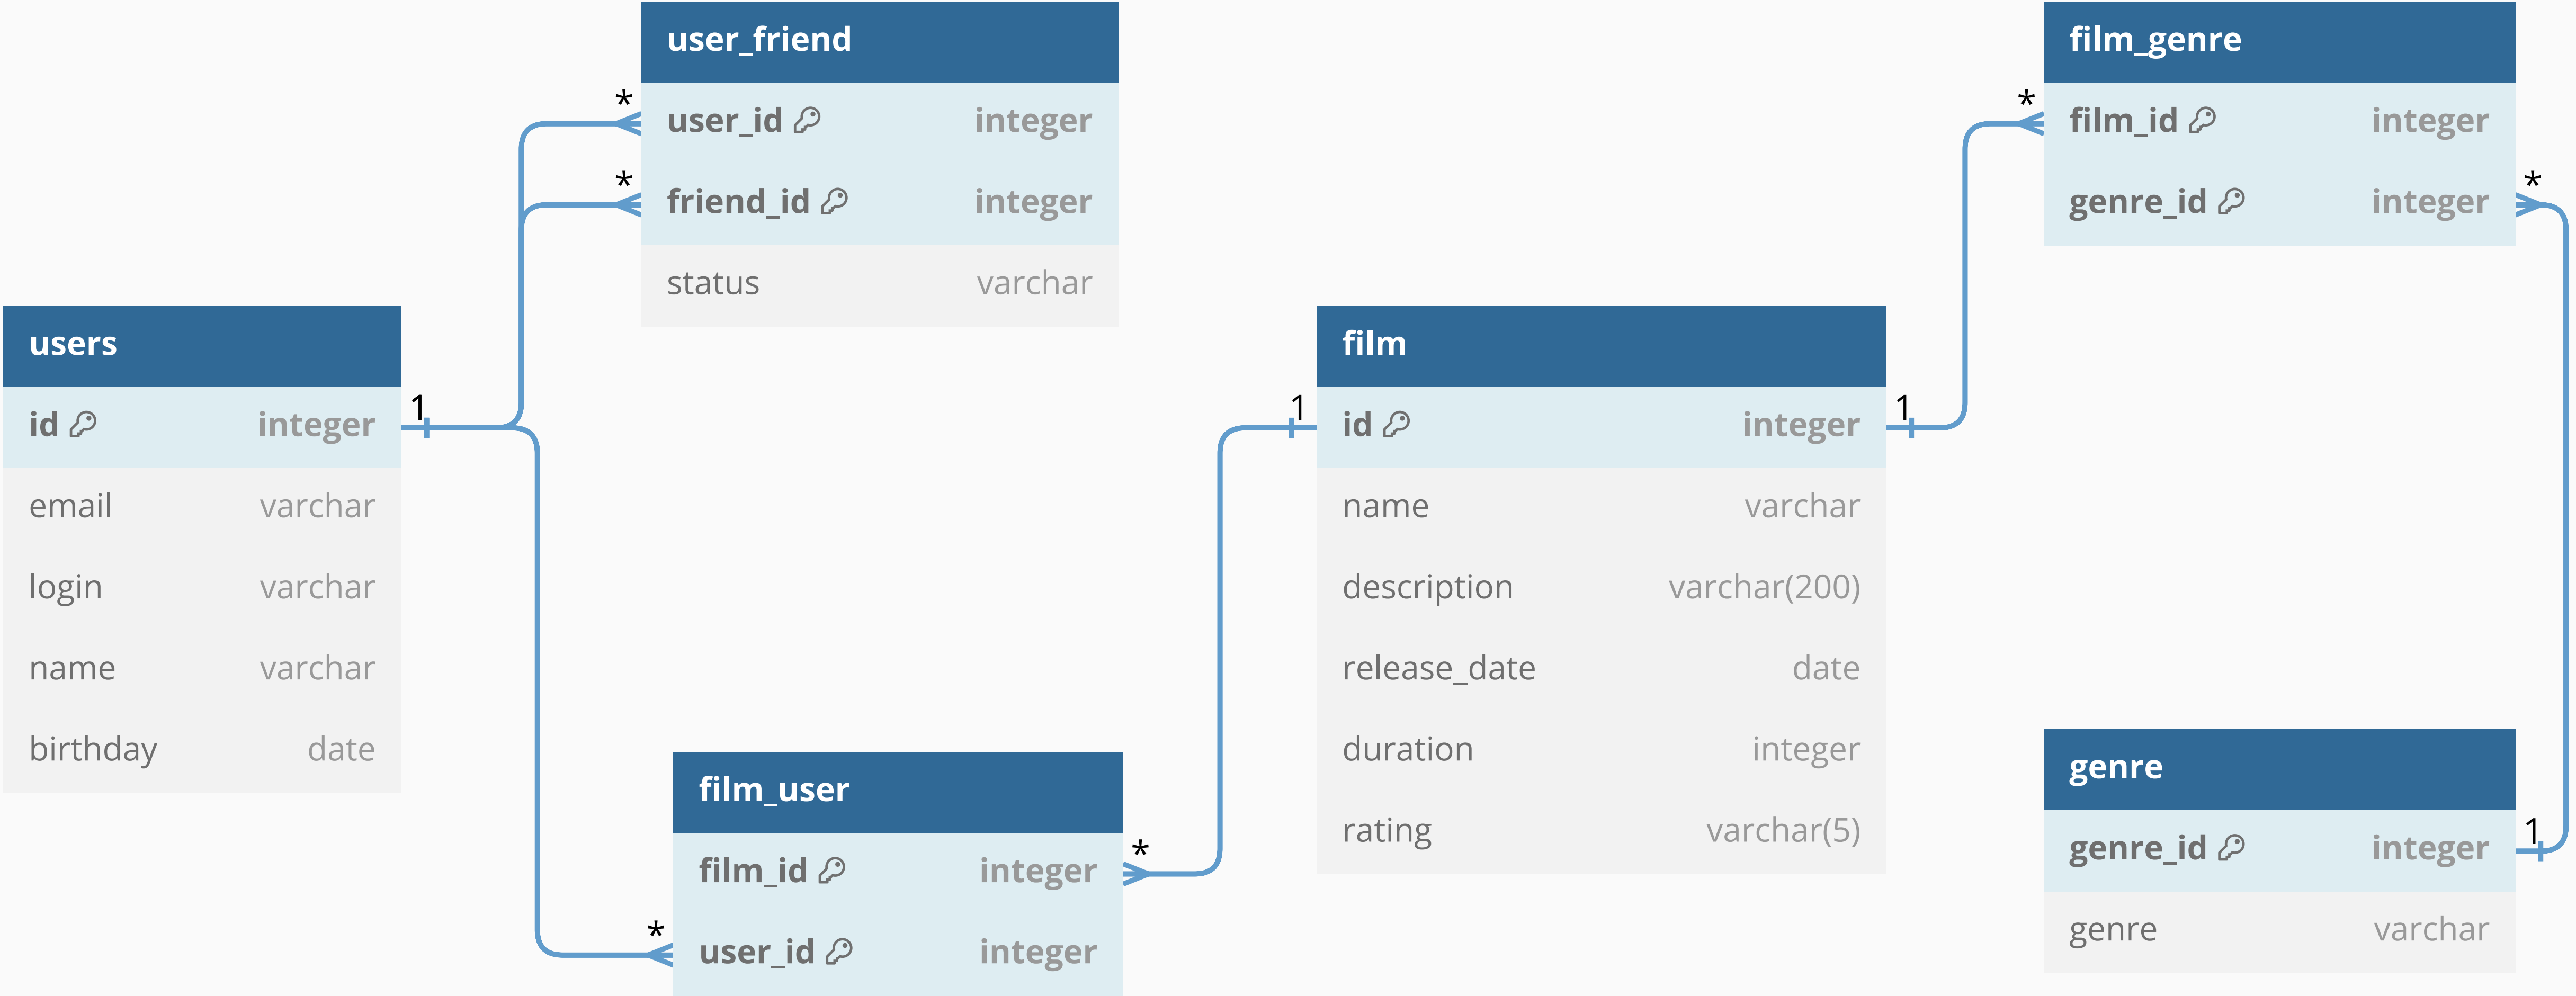 user_friend
* user_id integer
* friend_id integer
status varchar
users
id integer 1
email varchar
login varchar
name varchar
birthday date
film_user
film_id integer *
* user_id integer
film
1 id integer 1
name varchar
description varchar(200)
release_date date
duration integer
rating varchar(5)
film_genre
* film_id integer
genre_id integer *
genre
genre_id integer 1
genre varchar